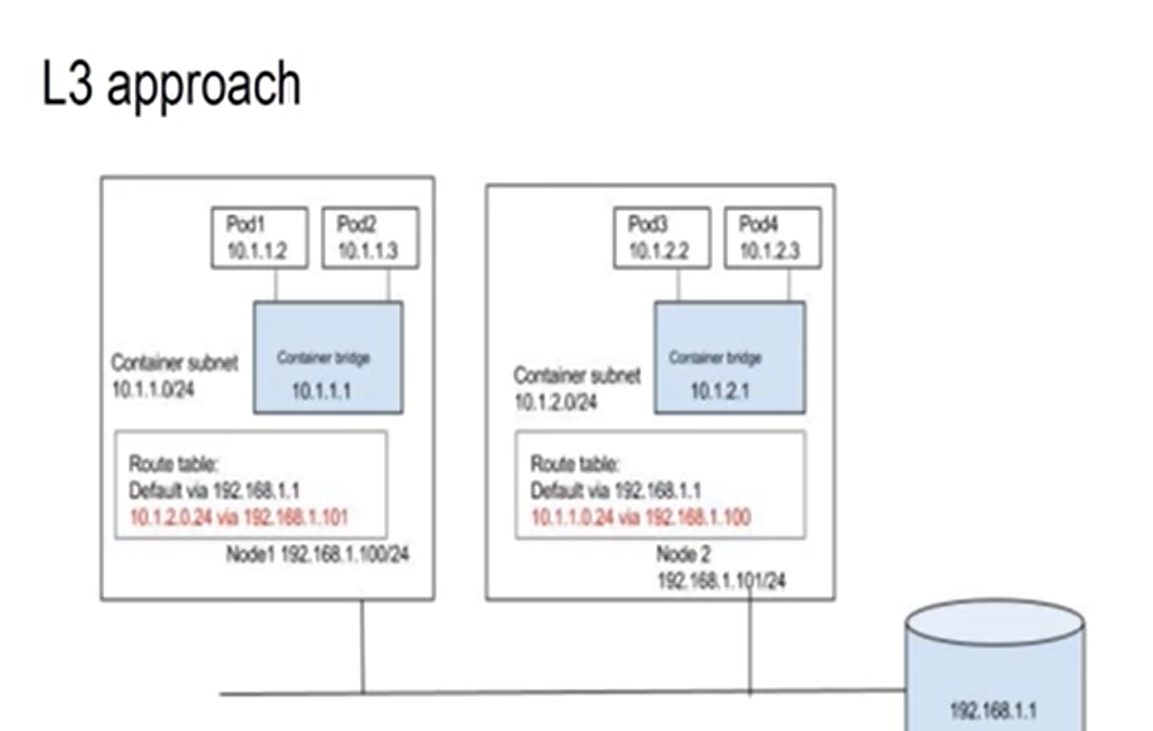 L3 approach
Pod1
10.1.1.2
Pod2
10.1.1.3
Container bridge
10.1.1.1
Container subnet
10.1.1.0/24
Route table:
Default via 192.168.1.1
10.1.2.0.24 via 192.168.1.101
Node1 192.168.1.100/24
Pod3
10.1.2.2
Pod4
10.1.2.3
Container bridge
10.1.2.1
Container subnet
10.1.2.0/24
Route table:
Default via 192.168.1.1
10.1.1.0.24 via 192.168.1.100
Node 2
192.168.1.101/24
192.168.1.1